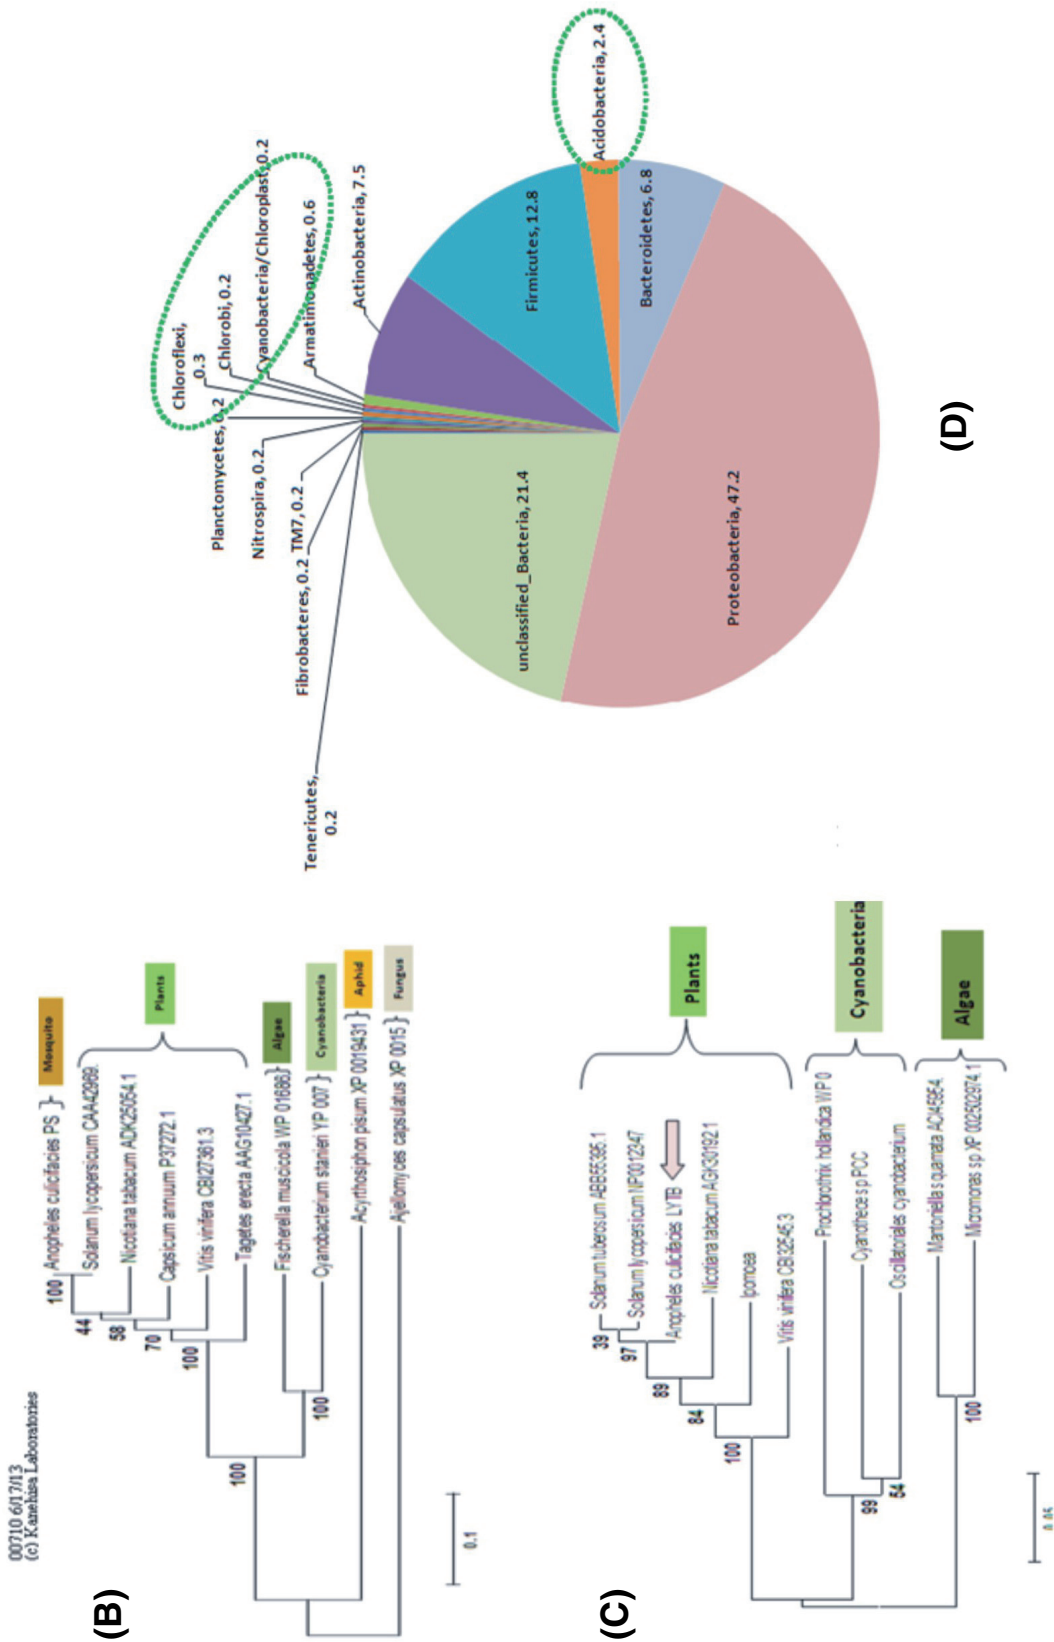 00710 6/17/13
(c) Kanehisa Laboratories
(B)
Anopheles culicifacies PS
Mosquito
Solanum lycopersicum CAA42969.
Nicotiana tabacum ADK25054.1
Capsicum annuum P37272.1
Vitis vinifera CBI27361.3
Tagetes erecta AAG10427.1
Plants
Fischerella muscicola WP 01686
Algae
Cyanobacterium stanieri YP 007
Cyanobacteria
Acyrthosiphon pisum XP 0019431
Aphid
Ajellomyces capsulatus XP 0015
Fungus
100
44
58
70
100
100
100
0.1
(C)
Solanum tuberosum ABB55395.1
Solanum lycopersicum NP001247
Anopheles culicifacies LYTB
Nicotiana tabacum AGK30192.1
Ipomoea
Vitis vinifera CBI32546.3
Plants
Prochlorothrix hollandica WP 0
Cyanothece sp PCC
Oscillatoriales cyanobacterium
Cyanobacteria
Mantoniella squamata ACI45954.
Micromonas sp XP 002502974.1
Algae
39
97
89
84
100
99
54
100
0.05
Chloroflexi,
0.3
Planctomycetes, 0.2
Chlorobi, 0.2
Nitrospira, 0.2
Cyanobacteria/Chloroplast, 0.2
TM7, 0.2
Armatimonadetes, 0.6
Fibrobacteres, 0.2
Tenericutes,
0.2
Actinobacteria, 7.5
Firmicutes, 12.8
Acidobacteria, 2.4
Bacteroidetes, 6.8
unclassified_Bacteria, 21.4
Proteobacteria, 47.2
(D)